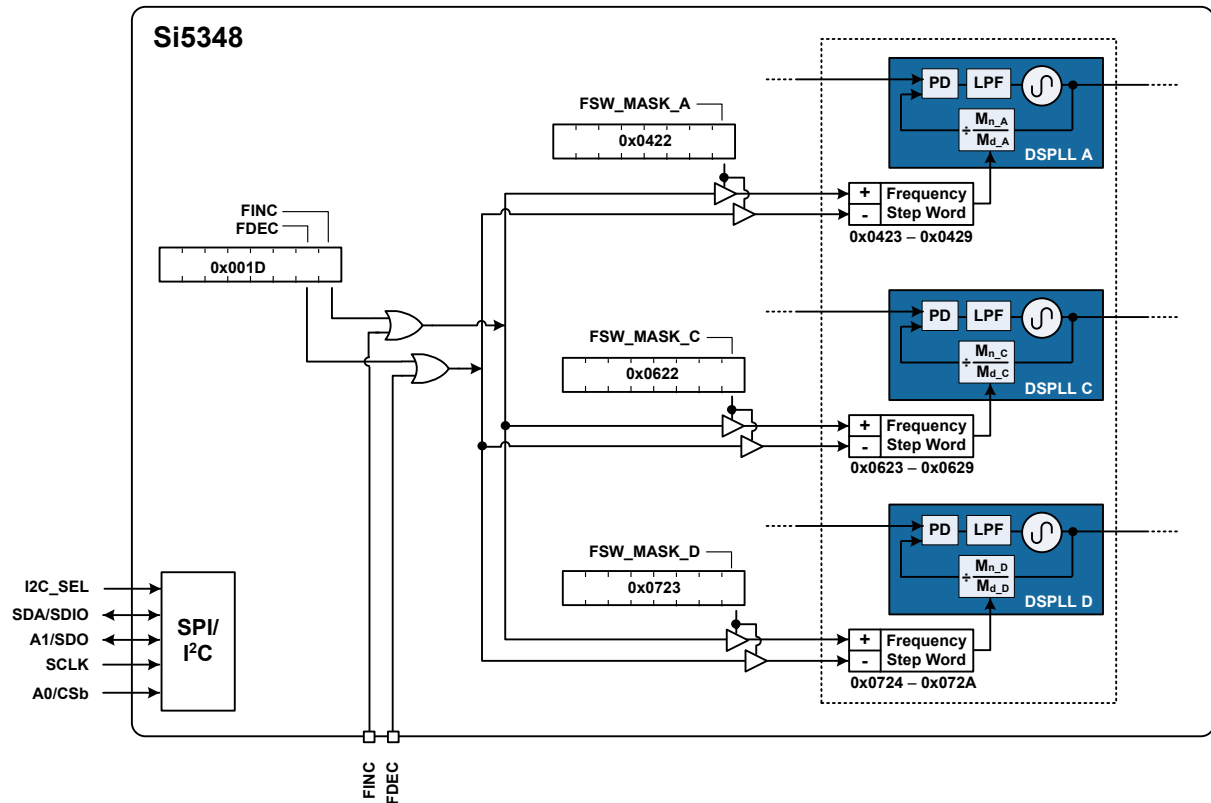 Si5348
PD
LPF
÷
Mn_A
Md_A
DSPLL A
FSW_MASK_A
0x0422
+
Frequency
-
Step Word
0x0423 – 0x0429
FINC
FDEC
0x001D
PD
LPF
÷
Mn_C
Md_C
DSPLL C
FSW_MASK_C
0x0622
+
Frequency
-
Step Word
0x0623 – 0x0629
PD
LPF
÷
Mn_D
Md_D
DSPLL D
FSW_MASK_D
0x0723
+
Frequency
-
Step Word
0x0724 – 0x072A
I2C_SEL
SDA/SDIO
A1/SDO
SCLK
A0/CSb
SPI/
I²C
FINC
FDEC